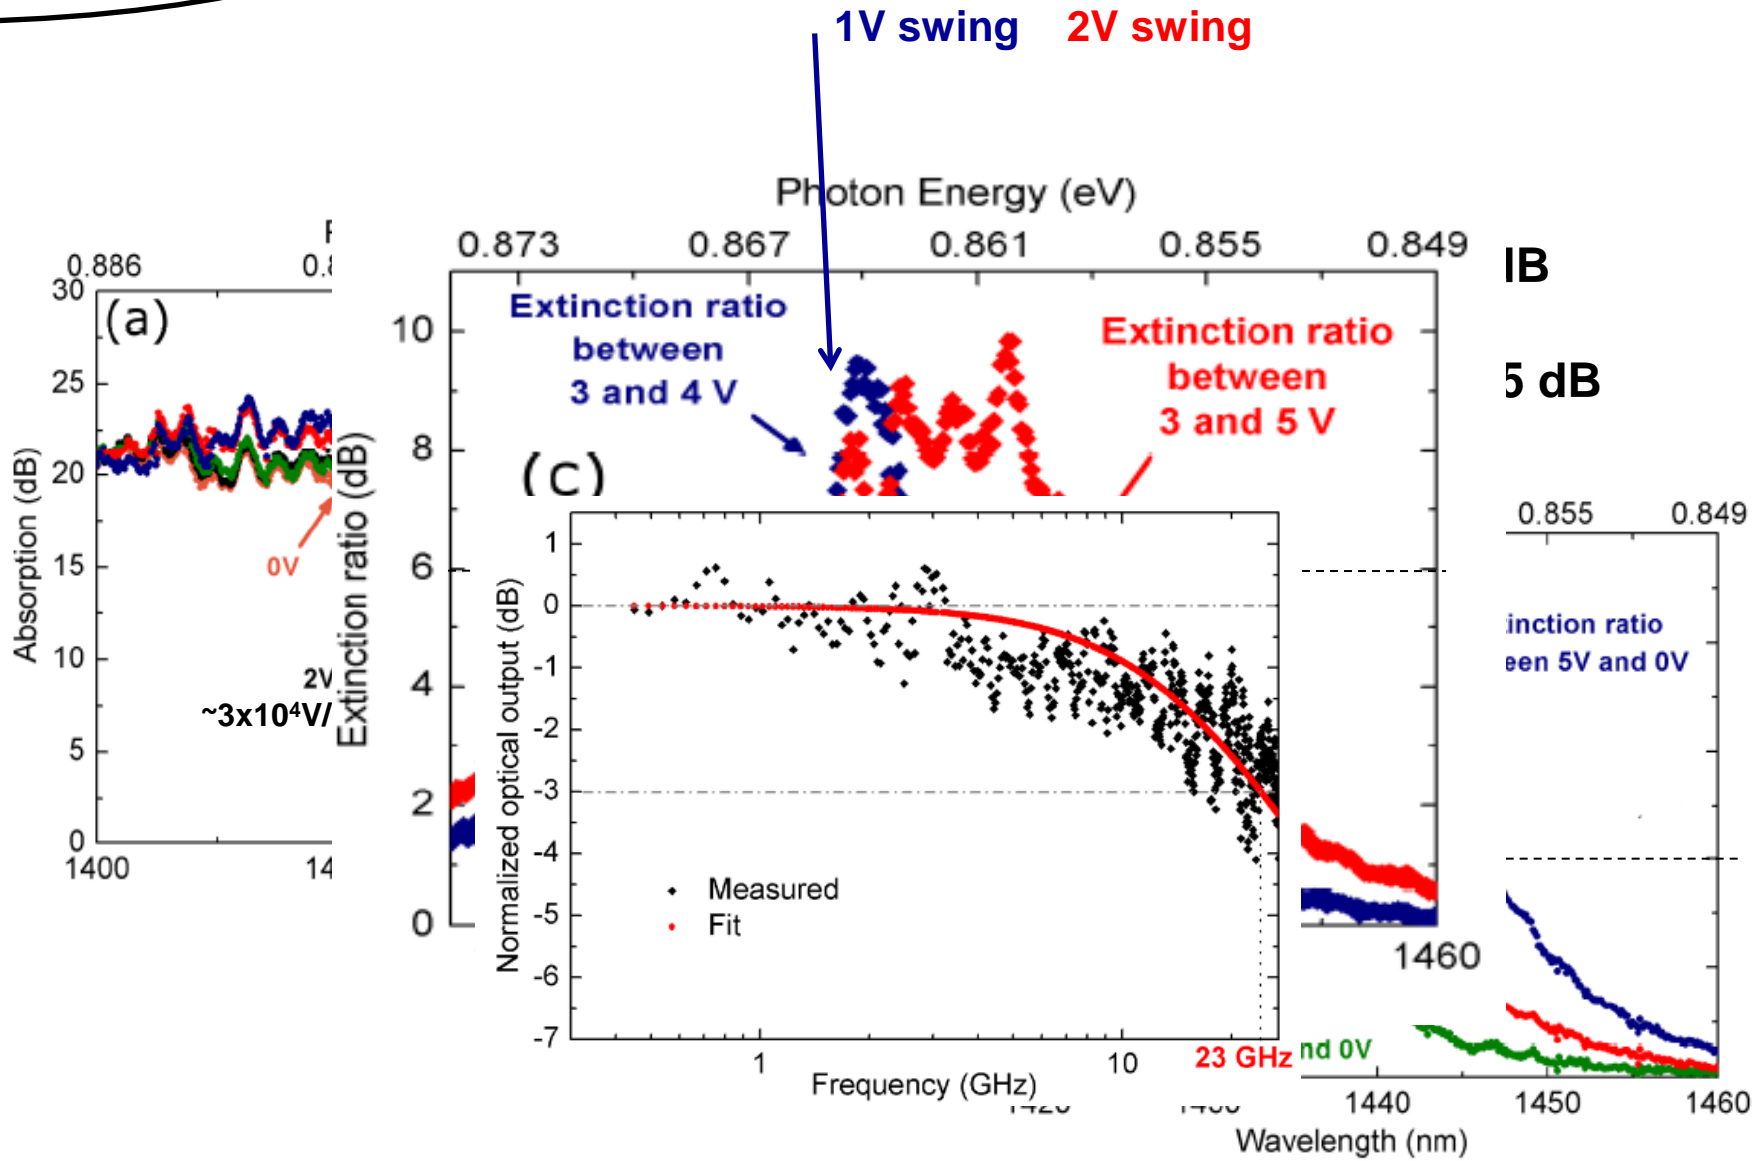 1V swing 2V swing
Photon Energy (eV)
0.873 0.867 0.861 0.855 0.849
0.886
30
25
20
15
10
5
0
(a)
Absorption (dB)
0V
2V
~3x10⁴V/
1400
Extinction ratio (dB)
10
8
6
4
2
0
Extinction ratio
between
3 and 4 V
Extinction ratio
between
3 and 5 V
(c)
1460
5 dB
0.855 0.849
ratio
5V and 0V
0V
1440 1450 1460
Wavelength (nm)
Normalized optical output (dB)
1
0
-1
-2
-3
-4
-5
-6
-7
Measured
Fit
1 10
23 GHz
Frequency (GHz)